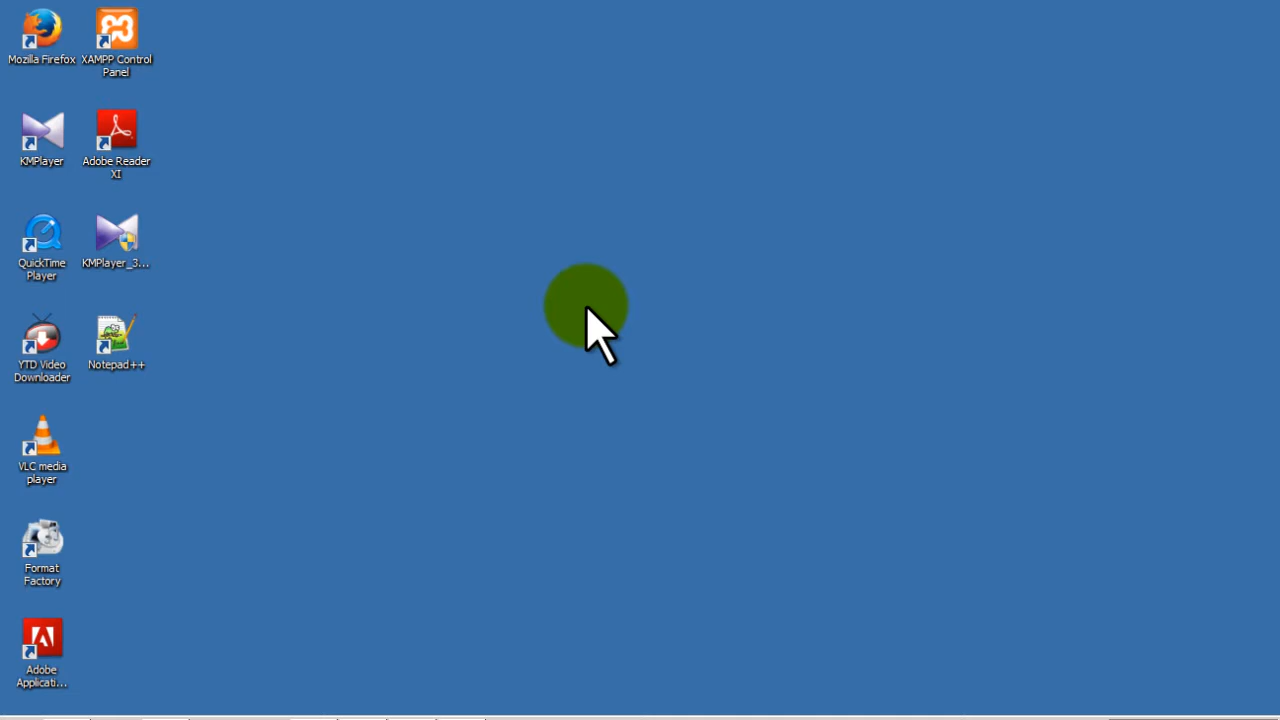 Mozilla Firefox
XAMPP Control
Panel
KMPlayer
Adobe Reader
XI
QuickTime
Player
KMPlayer_3...
YTD Video
Downloader
Notepad++
VLC media
player
Format
Factory
Adobe
Applicati...